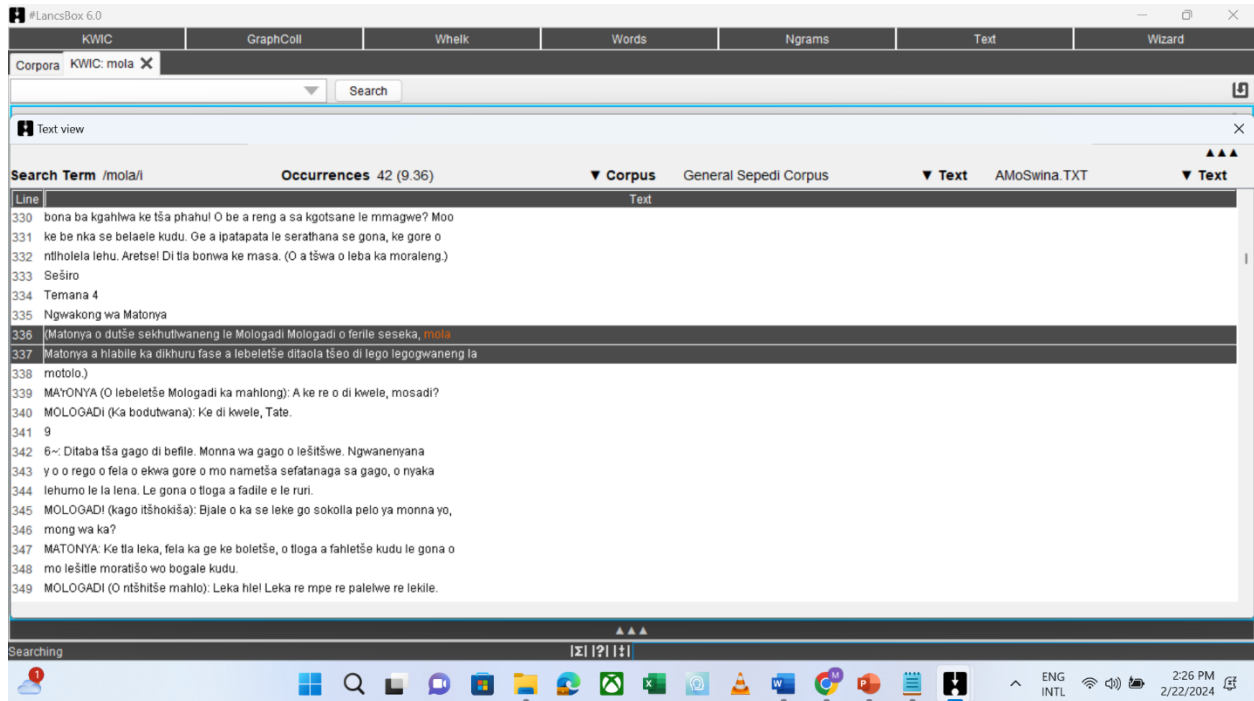 #LancsBox 6.0
KWIC GraphColl Whelk Words Ngrams Text Wizard
Corpora KWIC: mola
Search
Text view
Search Term /mola/i Occurrences 42 (9.36) ▼ Corpus General Sepedi Corpus ▼ Text AMoSwina.TXT ▼ Text
Line Text
330 bona ba kgahlwa ke tša phahu! O be a reng a sa kgotsane le mmagwe? Moo
331 ke be nka se belaele kudu. Ge a ipatapata le serathana se gona, ke gore o
332 ntlholela lehu. Aretse! Di tla bonwa ke masa. (O a tšwa o leba ka moraleng.)
333 Seširo
334 Temana 4
335 Ngwakong wa Matonya
336 (Matonya o dutše sekhutlwaneng le Mologadi Mologadi o ferile seseka, mola
337 Matonya a hlabile ka dikhuru fase a lebeletše ditaola tšeo di lego legogwaneng la
338 motolo.)
339 MA'rONYA (O lebeletše Mologadi ka mahlong): A ke re o di kwele, mosadi?
340 MOLOGADi (Ka bodutwana): Ke di kwele, Tate.
341 9
342 6~: Ditaba tša gago di befile. Monna wa gago o lešitšwe. Ngwanenyana
343 y o o rego o fela o ekwa gore o mo nametša sefatanaga sa gago, o nyaka
344 lehumo le la lena. Le gona o tloga a fadile e le ruri.
345 MOLOGAD! (kago itšhokiša): Bjale o ka se leke go sokolla pelo ya monna yo,
346 mong wa ka?
347 MATONYA: Ke tla leka, fela ka ge ke boletše, o tloga a fahletše kudu le gona o
348 mo lešitle moratišo wo bogale kudu.
349 MOLOGADI (O ntšhitše mahlo): Leka hle! Leka re mpe re palelwe re lekile.
Searching
1
ENG
INTL
2:26 PM
2/22/2024